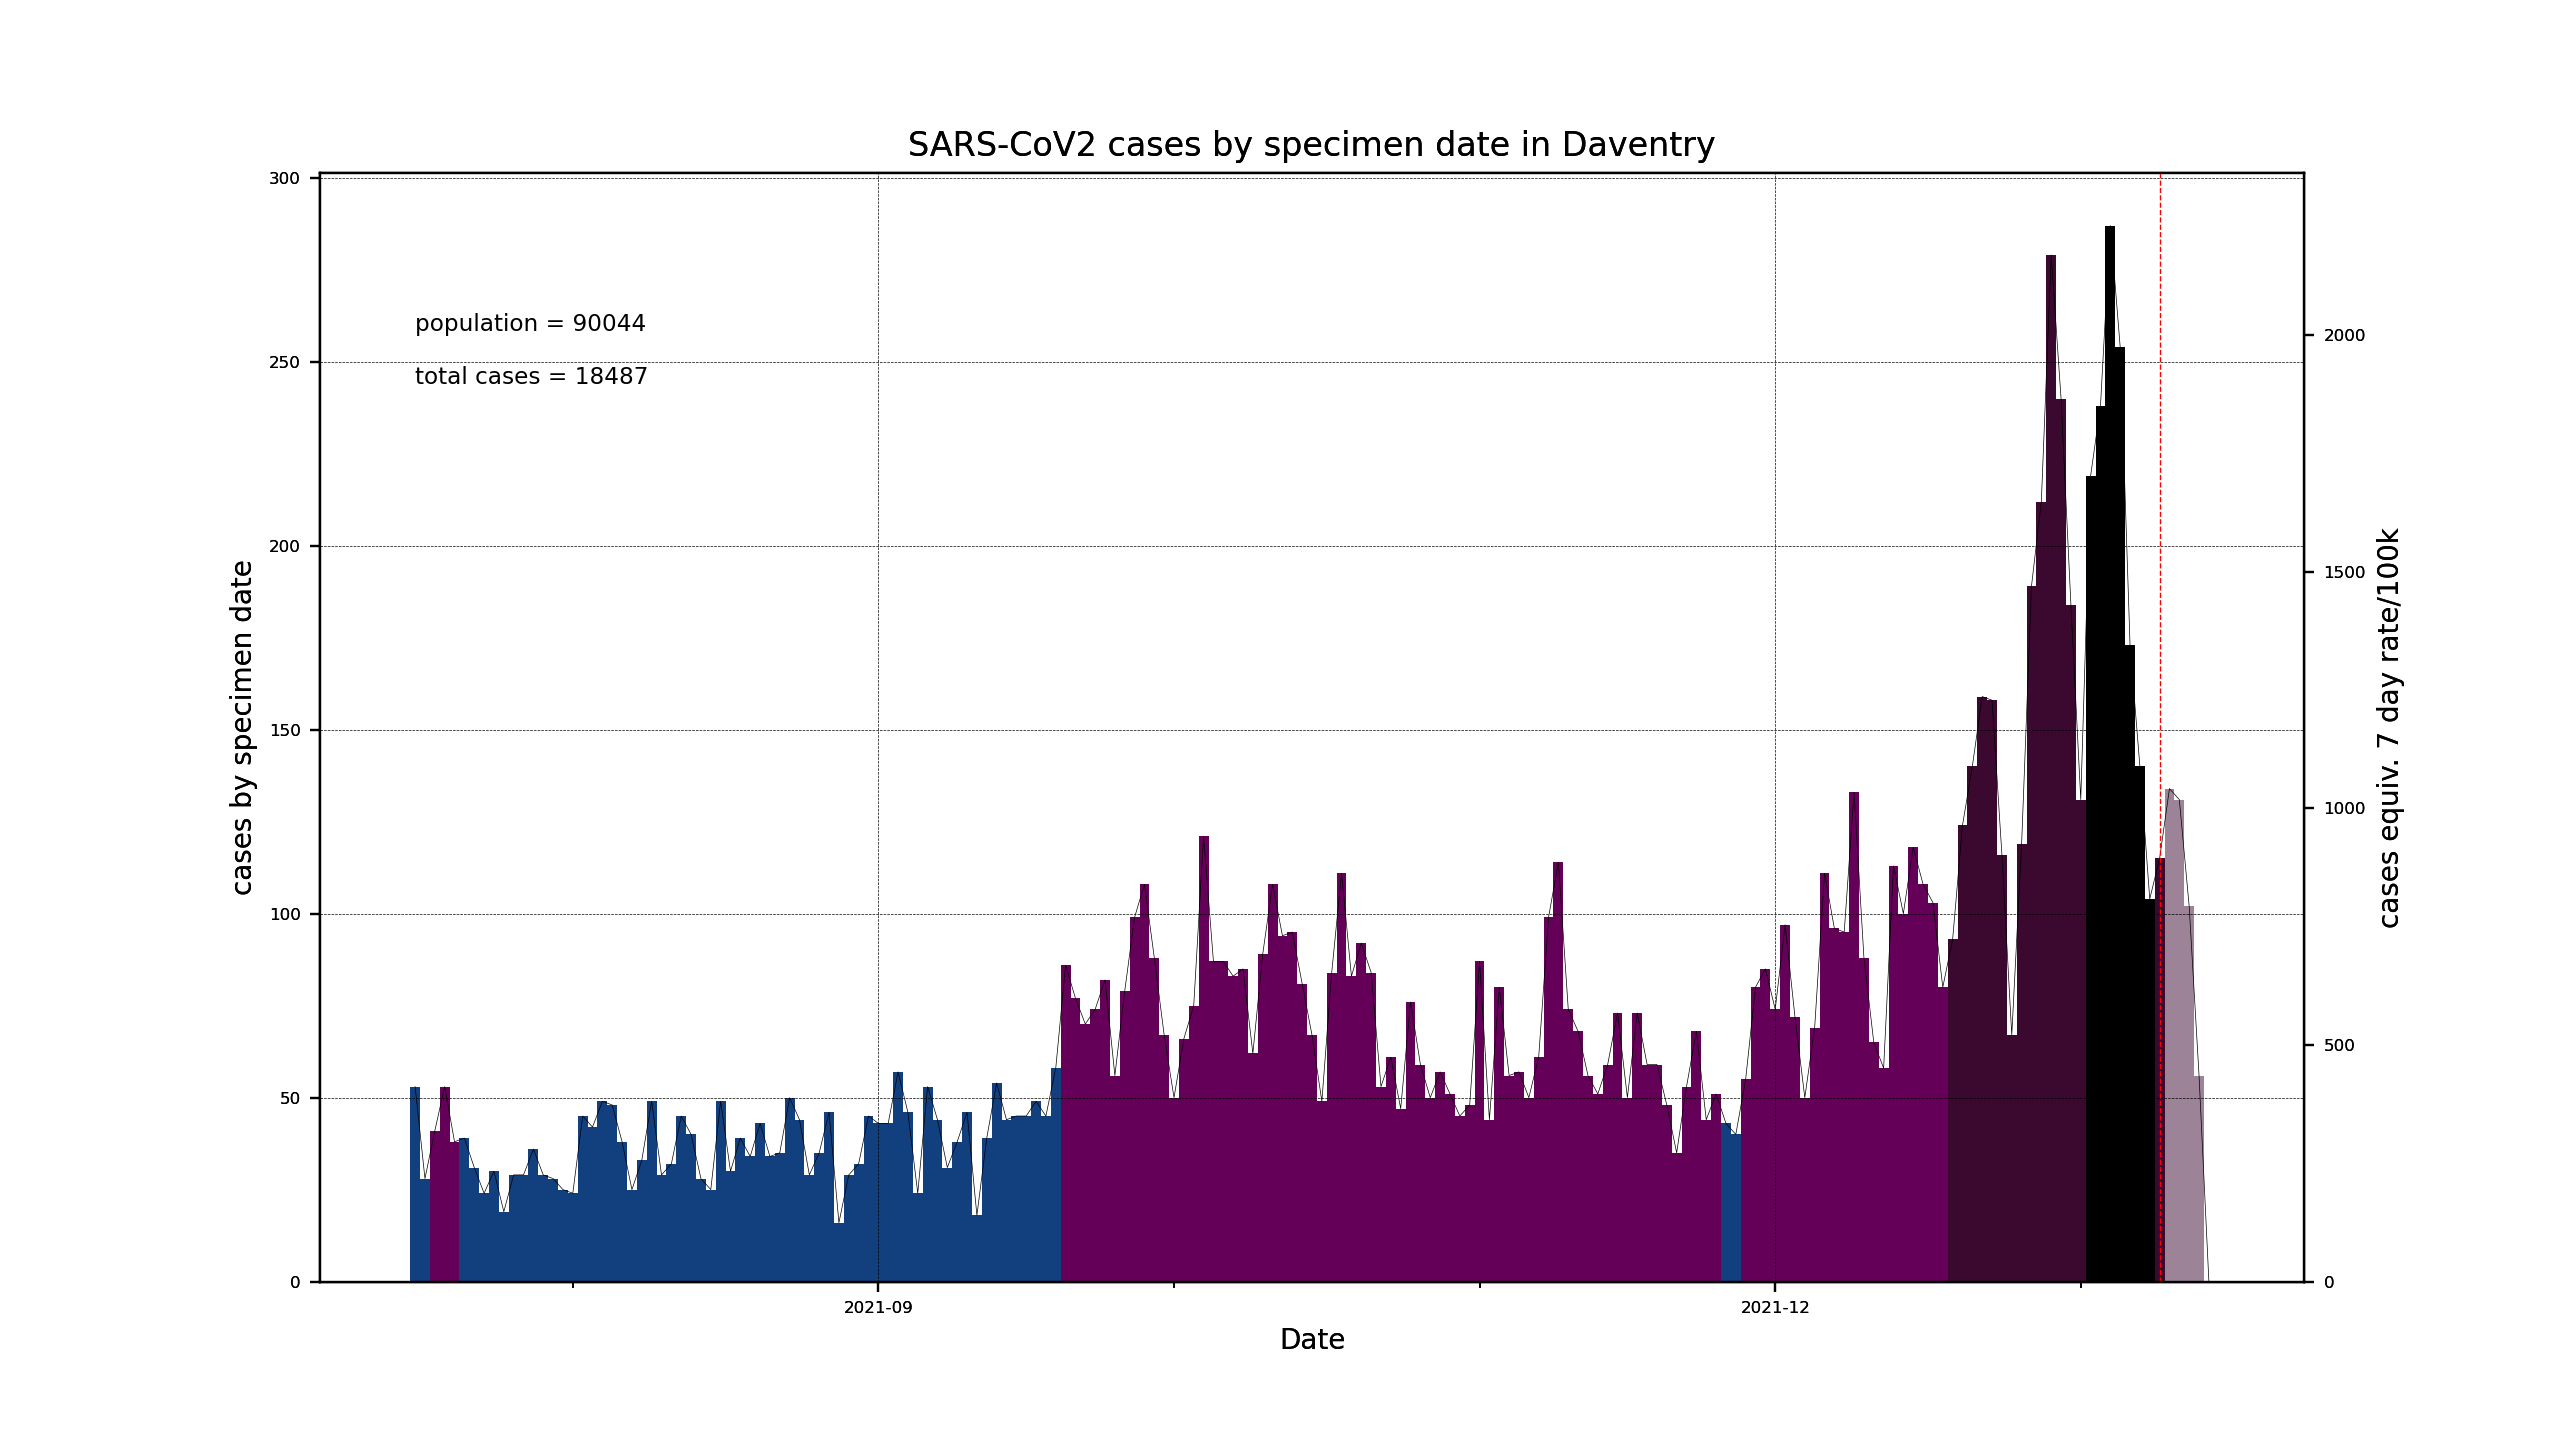 SARS-CoV2 cases by specimen date in Daventry
population = 90044
total cases = 18487
cases by specimen date
300
250
200
150
100
50
0
2000
1500
1000
500
0
cases equiv. 7 day rate/100k
2021-09
2021-12
Date